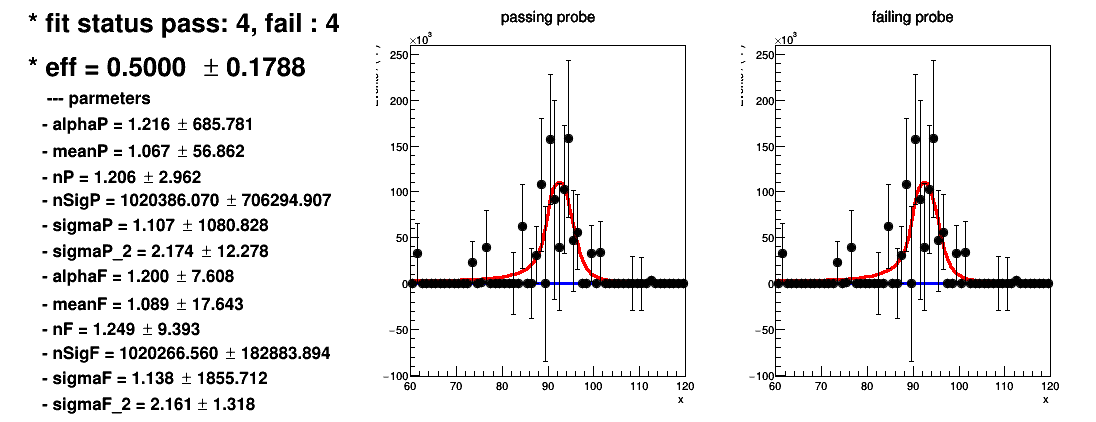 * fit status pass: 4, fail : 4
* eff = 0.5000 ± 0.1788
--- parmeters
- alphaP = 1.216 ± 685.781
- meanP = 1.067 ± 56.862
- nP = 1.206 ± 2.962
- nSigP = 1020386.070 ± 706294.907
- sigmaP = 1.107 ± 1080.828
- sigmaP_2 = 2.174 ± 12.278
- alphaF = 1.200 ± 7.608
- meanF = 1.089 ± 17.643
- nF = 1.249 ± 9.393
- nSigF = 1020266.560 ± 182883.894
- sigmaF = 1.138 ± 1855.712
- sigmaF_2 = 2.161 ± 1.318
passing probe
×10³
250
200
150
100
50
0
−50
−100
60 70 80 90 100 110 120
x
failing probe
×10³
250
200
150
100
50
0
−50
−100
60 70 80 90 100 110 120
x